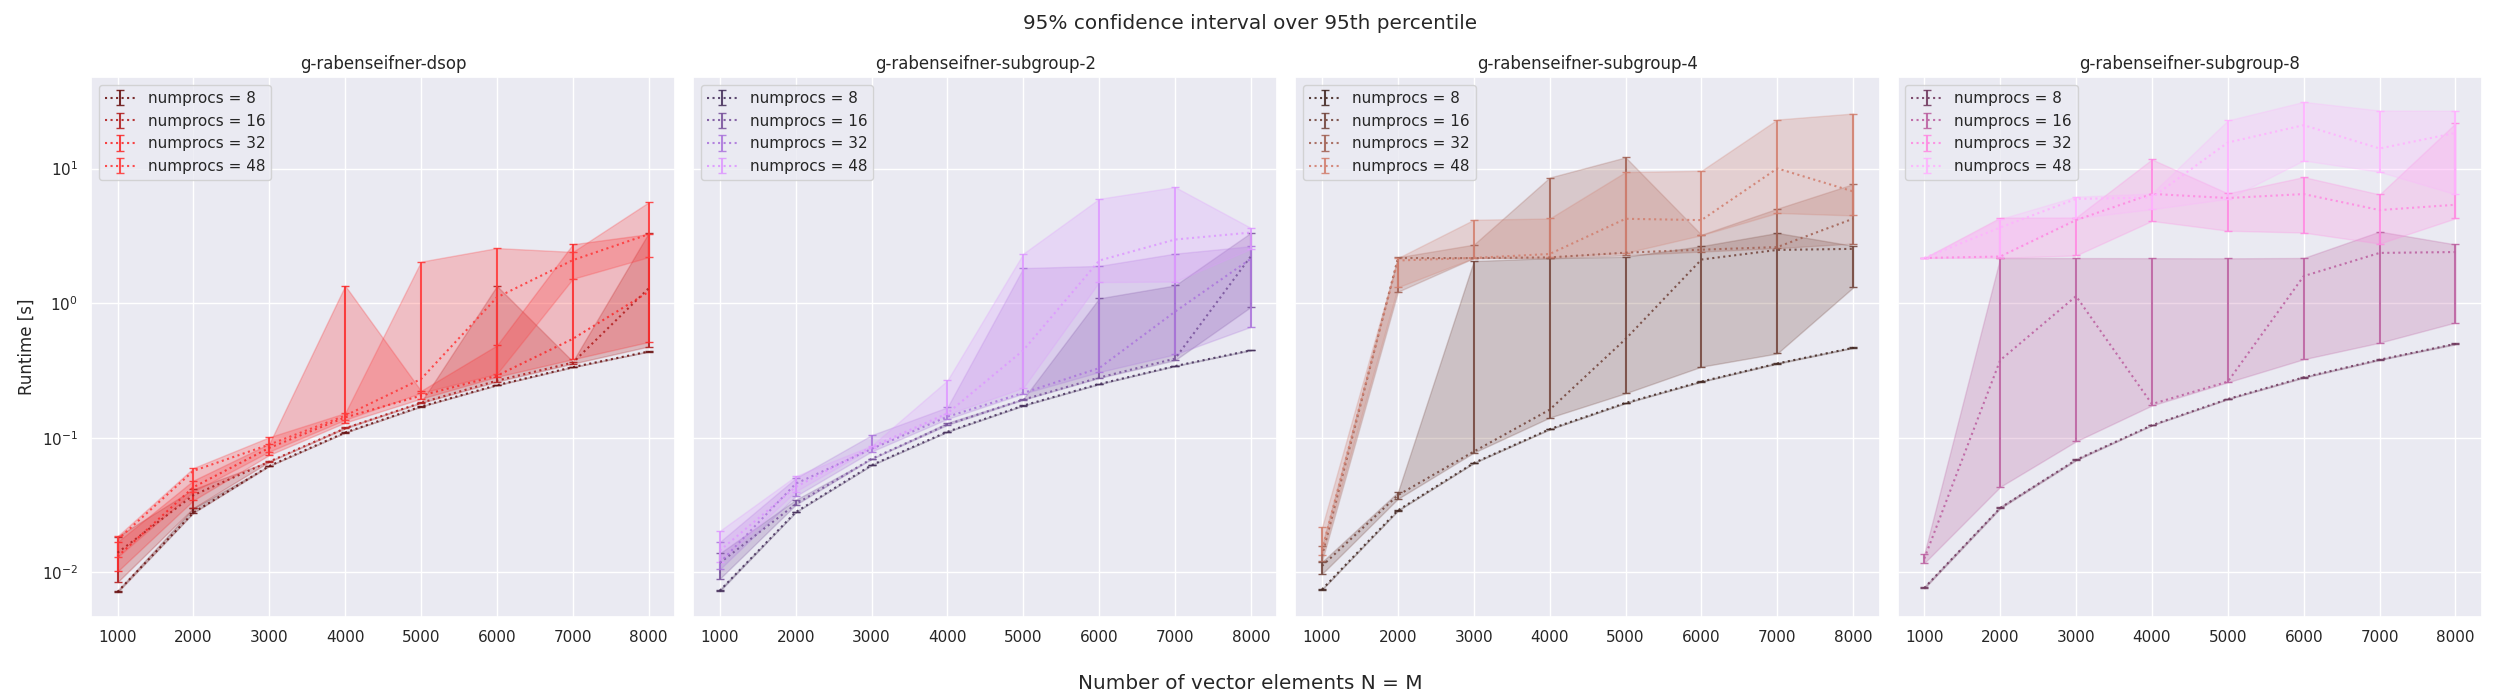 95% confidence interval over 95th percentile
g-rabenseifner-dsop
g-rabenseifner-subgroup-2
g-rabenseifner-subgroup-4
g-rabenseifner-subgroup-8
numprocs = 8
numprocs = 16
numprocs = 32
numprocs = 48
numprocs = 8
numprocs = 16
numprocs = 32
numprocs = 48
numprocs = 8
numprocs = 16
numprocs = 32
numprocs = 48
numprocs = 8
numprocs = 16
numprocs = 32
numprocs = 48
Runtime [s]
10¹
10⁰
10⁻¹
10⁻²
1000 2000 3000 4000 5000 6000 7000 8000
1000 2000 3000 4000 5000 6000 7000 8000
1000 2000 3000 4000 5000 6000 7000 8000
1000 2000 3000 4000 5000 6000 7000 8000
Number of vector elements N = M